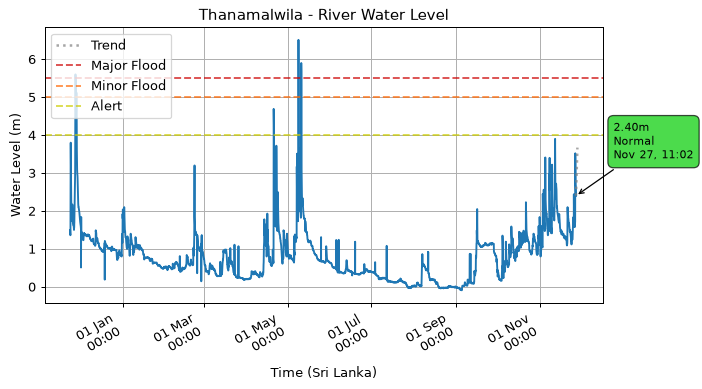 Thanamalwila - River Water Level
Trend
Major Flood
Minor Flood
Alert
Water Level (m)
6
5
4
3
2
1
0
2.40m
Normal
Nov 27, 11:02
01 Jan
00:00
01 Mar
00:00
01 May
00:00
01 Jul
00:00
01 Sep
00:00
01 Nov
00:00
Time (Sri Lanka)